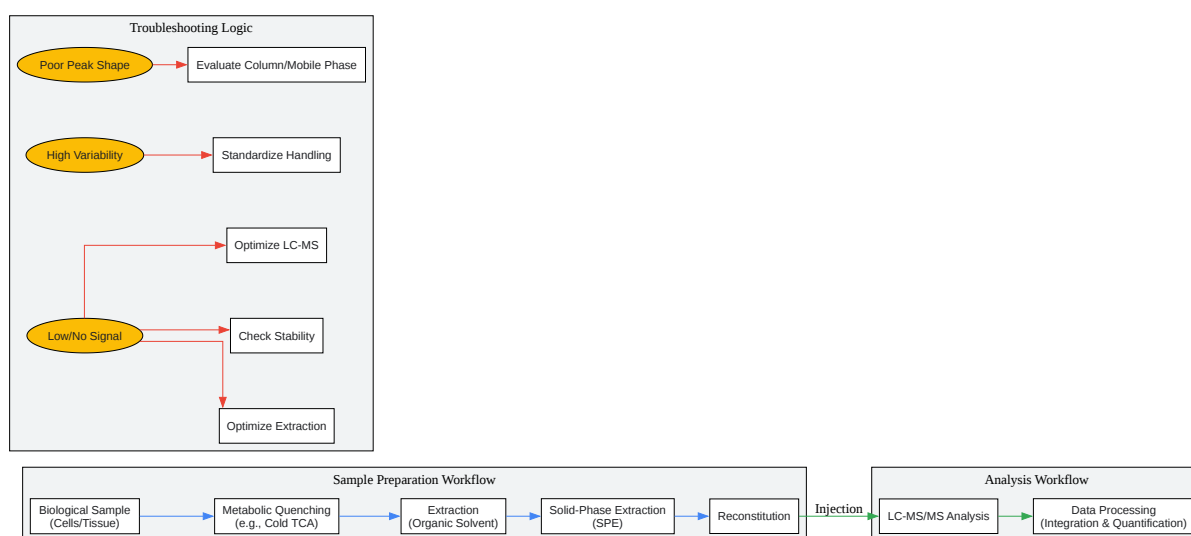 Troubleshooting Logic
Poor Peak Shape
Evaluate Column/Mobile Phase
High Variability
Standardize Handling
Optimize LC-MS
Low/No Signal
Check Stability
Optimize Extraction
Sample Preparation Workflow
Biological Sample
(Cells/Tissue)
Metabolic Quenching
(e.g., Cold TCA)
Extraction
(Organic Solvent)
Solid-Phase Extraction
(SPE)
Reconstitution
Injection
Analysis Workflow
LC-MS/MS Analysis
Data Processing
(Integration & Quantification)